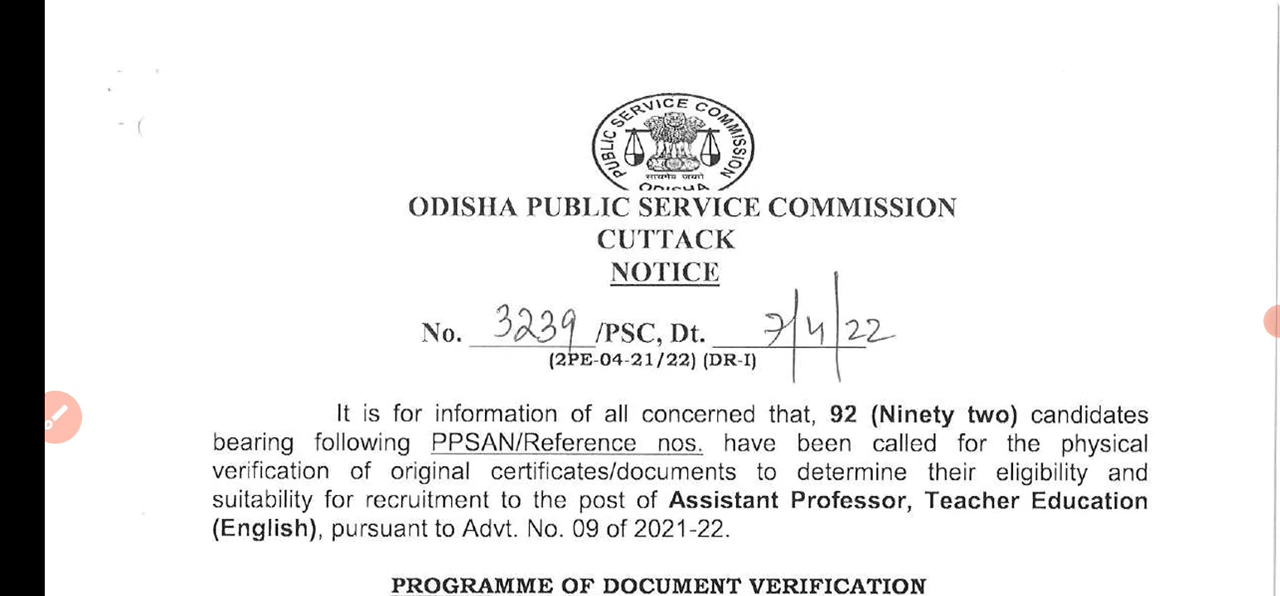 PUBLIC SERVICE COMMISSION
सत्यमेव जयते
ODISHA PUBLIC SERVICE COMMISSION
CUTTACK
NOTICE
No. 3239 /PSC, Dt. 7/4/22
(2PE-04-21/22) (DR-I)
It is for information of all concerned that, 92 (Ninety two) candidates
bearing following PPSAN/Reference nos. have been called for the physical
verification of original certificates/documents to determine their eligibility and
suitability for recruitment to the post of Assistant Professor, Teacher Education
(English), pursuant to Advt. No. 09 of 2021-22.
PROGRAMME OF DOCUMENT VERIFICATION